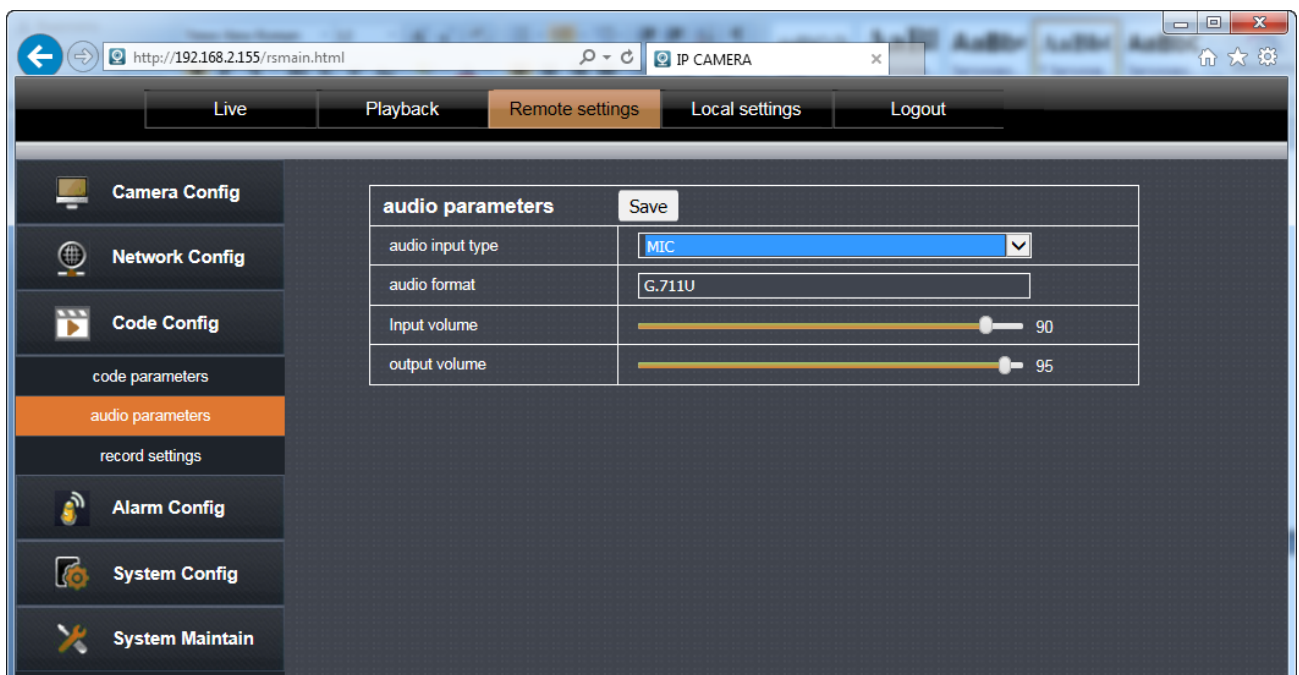 http://192.168.2.155/rsmain.html
IP CAMERA
Live Playback Remote settings Local settings Logout
Camera Config
Network Config
Code Config
code parameters
audio parameters
record settings
Alarm Config
System Config
System Maintain
audio parameters Save
audio input type MIC
audio format G.711U
Input volume 90
output volume 95